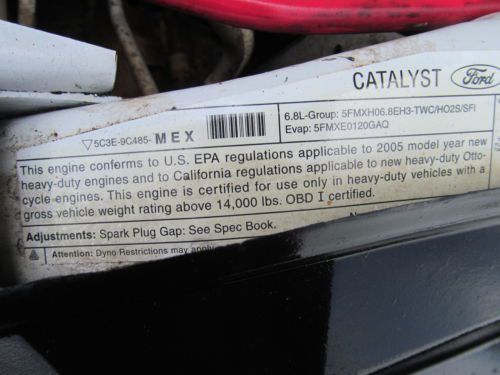 CATALYST Ford
▽5C3E-9C485-MEX
6.8L-Group: 5FMXH06.8EH3-TWC/HO2S/SFI
Evap: 5FMXE0120GAQ
This engine conforms to U.S. EPA regulations applicable to 2005 model year new
heavy-duty engines and to California regulations applicable to new heavy-duty Otto-
cycle engines. This engine is certified for use only in heavy-duty vehicles with a
gross vehicle weight rating above 14,000 lbs. OBD I certified.
Adjustments: Spark Plug Gap: See Spec Book.
Attention: Dyno Restrictions may